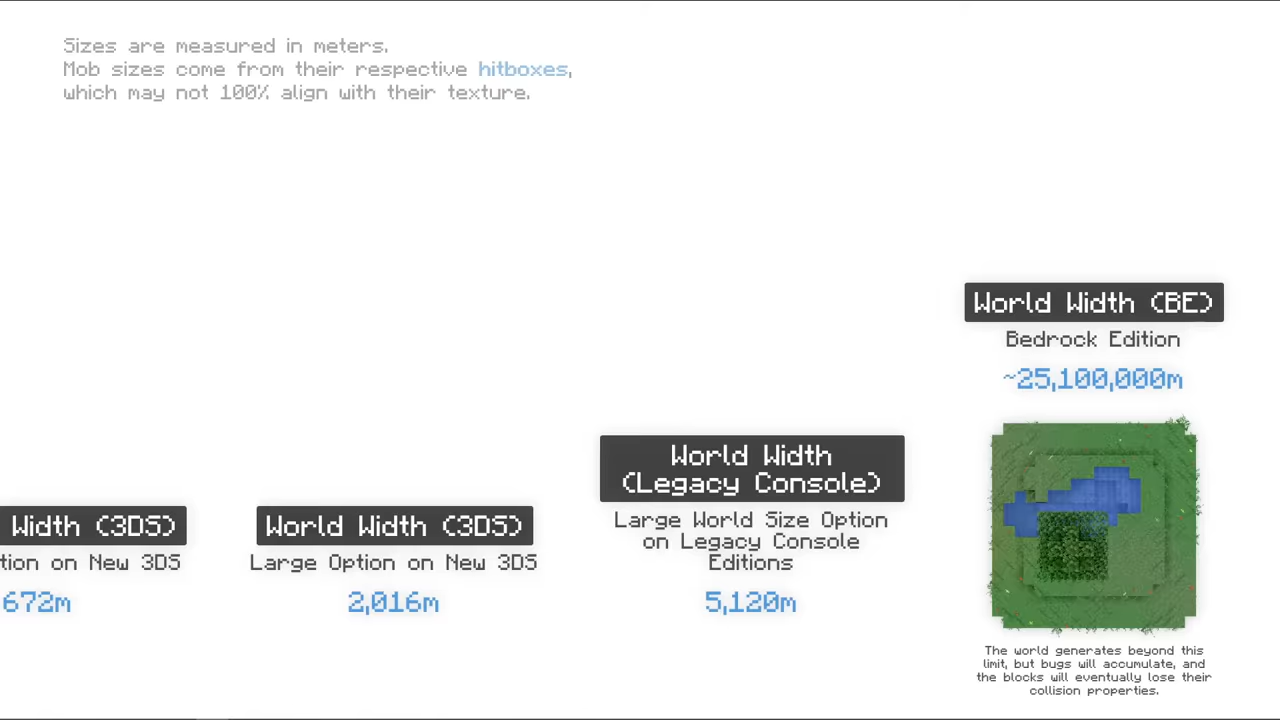 Sizes are measured in meters.
Mob sizes come from their respective hitboxes,
which may not 100% align with their texture.
World Width (BE)
Bedrock Edition
~25,100,000m
World Width
(Legacy Console)
Large World Size Option
on Legacy Console
Editions
5,120m
Width (3DS)
tion on New 3DS
672m
World Width (3DS)
Large Option on New 3DS
2,016m
The world generates beyond this
limit, but bugs will accumulate, and
the blocks will eventually lose their
collision properties.